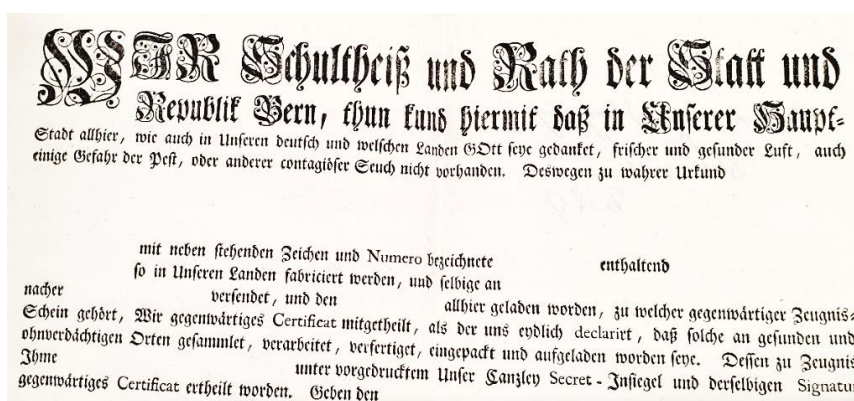 WIR Schultheiß und Rath der Statt und
Republik Bern, thun kund hiermit daß in Unserer Haupt-
Stadt allhier, wie auch in Unseren deutsch und welschen Landen GOtt seye gedanket, frischer und gesunder Luft, auch
einige Gefahr der Pest, oder anderer contagiöser Seuch nicht vorhanden. Deswegen zu wahrer Urkund
mit neben stehenden Zeichen und Numero bezeichnete enthaltend
so in Unseren Landen fabriciert werden, und selbige an
nacher versendet, und den allhier geladen worden, zu welcher gegenwärtiger Zeugnis-
Schein gehört, Wir gegenwärtiges Certificat mitgetheilt, als der uns eydlich declarirt, daß solche an gesunden und
ohnverdächtigen Orten gesammlet, verarbeitet, verfertiget, eingepackt und aufgeladen worden seye. Dessen zu Zeugnis
Ihme unter vorgedrucktem Unser Canzley Secret-Insiegel und derselbigen Signatur
gegenwärtiges Certificat ertheilt worden. Geben den